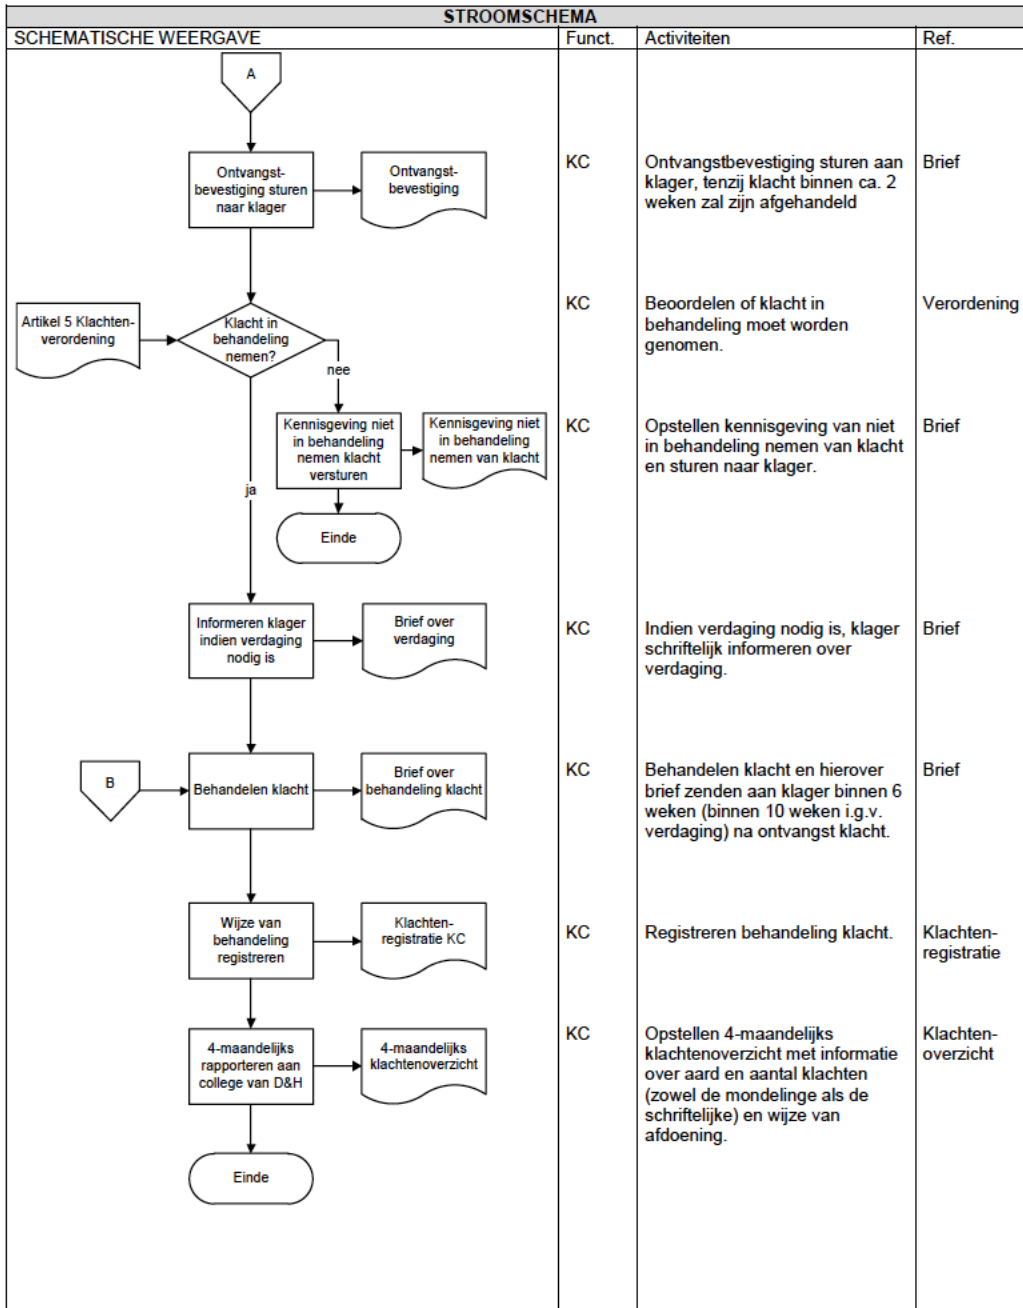 STROOMSCHEMA
SCHEMATISCHE WEERGAVE
Funct.
Activiteiten
Ref.
A
Ontvangst-
bevestiging sturen
naar klager
Ontvangst-
bevestiging
KC
Ontvangstbevestiging sturen aan
klager, tenzij klacht binnen ca. 2
weken zal zijn afgehandeld
Brief
Artikel 5 Klachten-
verordening
Klacht in
behandeling
nemen?
KC
Beoordelen of klacht in
behandeling moet worden
genomen.
Verordening
nee
Kennisgeving niet
in behandeling
nemen klacht
versturen
Kennisgeving niet
in behandeling
nemen van klacht
KC
Opstellen kennisgeving van niet
in behandeling nemen van klacht
en sturen naar klager.
Brief
ja
Einde
Informeren klager
indien verdaging
nodig is
Brief over
verdaging
KC
Indien verdaging nodig is, klager
schriftelijk informeren over
verdaging.
Brief
B
Behandelen klacht
Brief over
behandeling klacht
KC
Behandelen klacht en hierover
brief zenden aan klager binnen 6
weken (binnen 10 weken i.g.v.
verdaging) na ontvangst klacht.
Brief
Wijze van
behandeling
registreren
Klachten-
registratie KC
KC
Registreren behandeling klacht.
Klachten-
registratie
4-maandelijks
rapporteren aan
college van D&H
4-maandelijks
klachtenoverzicht
KC
Opstellen 4-maandelijks
klachtenoverzicht met informatie
over aard en aantal klachten
(zowel de mondelinge als de
schriftelijke) en wijze van
afdoening.
Klachten-
overzicht
Einde